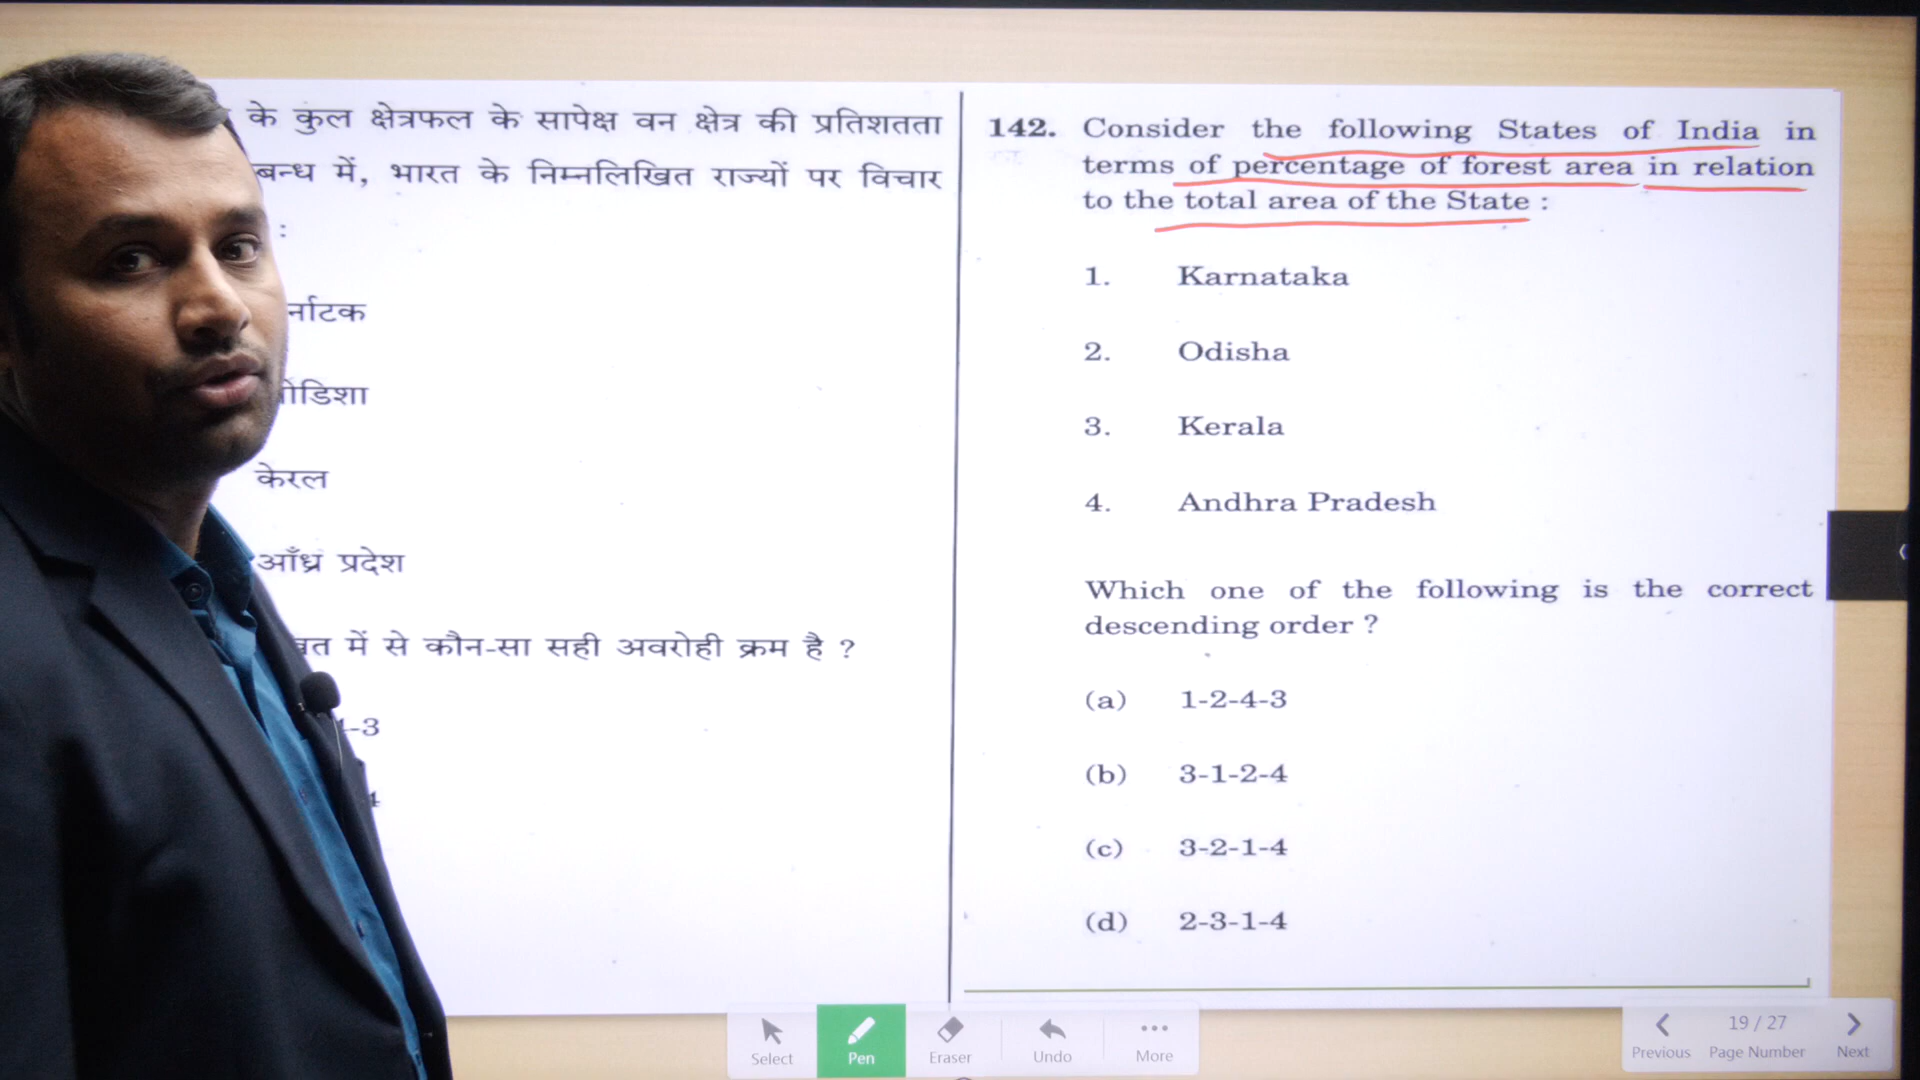 के कुल क्षेत्रफल के सापेक्ष वन क्षेत्र की प्रतिशतता
में, भारत के निम्नलिखित राज्यों पर विचार
:
केरल
आँध्र प्रदेश
में से कौन-सा सही अवरोही क्रम है ?
-3
142. Consider the following States of India in
terms of percentage of forest area in relation
to the total area of the State :
1. Karnataka
2. Odisha
3. Kerala
4. Andhra Pradesh
Which one of the following is the correct
descending order ?
(a) 1-2-4-3
(b) 3-1-2-4
(c) 3-2-1-4
(d) 2-3-1-4
Select Pen Eraser Undo More
19 / 27
Previous Page Number Next